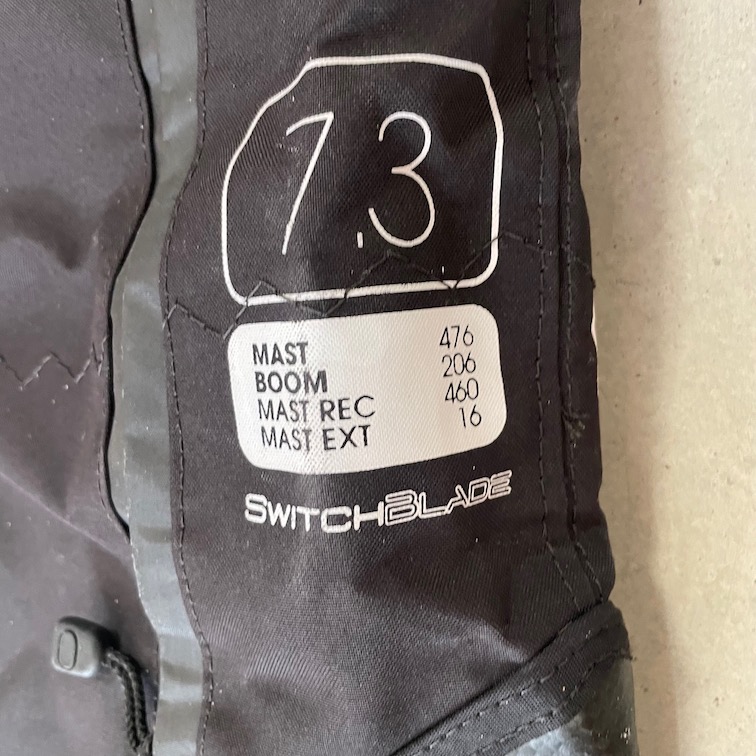 7.3
MAST 476
BOOM 206
MAST REC 460
MAST EXT 16
SWITCHBLADE